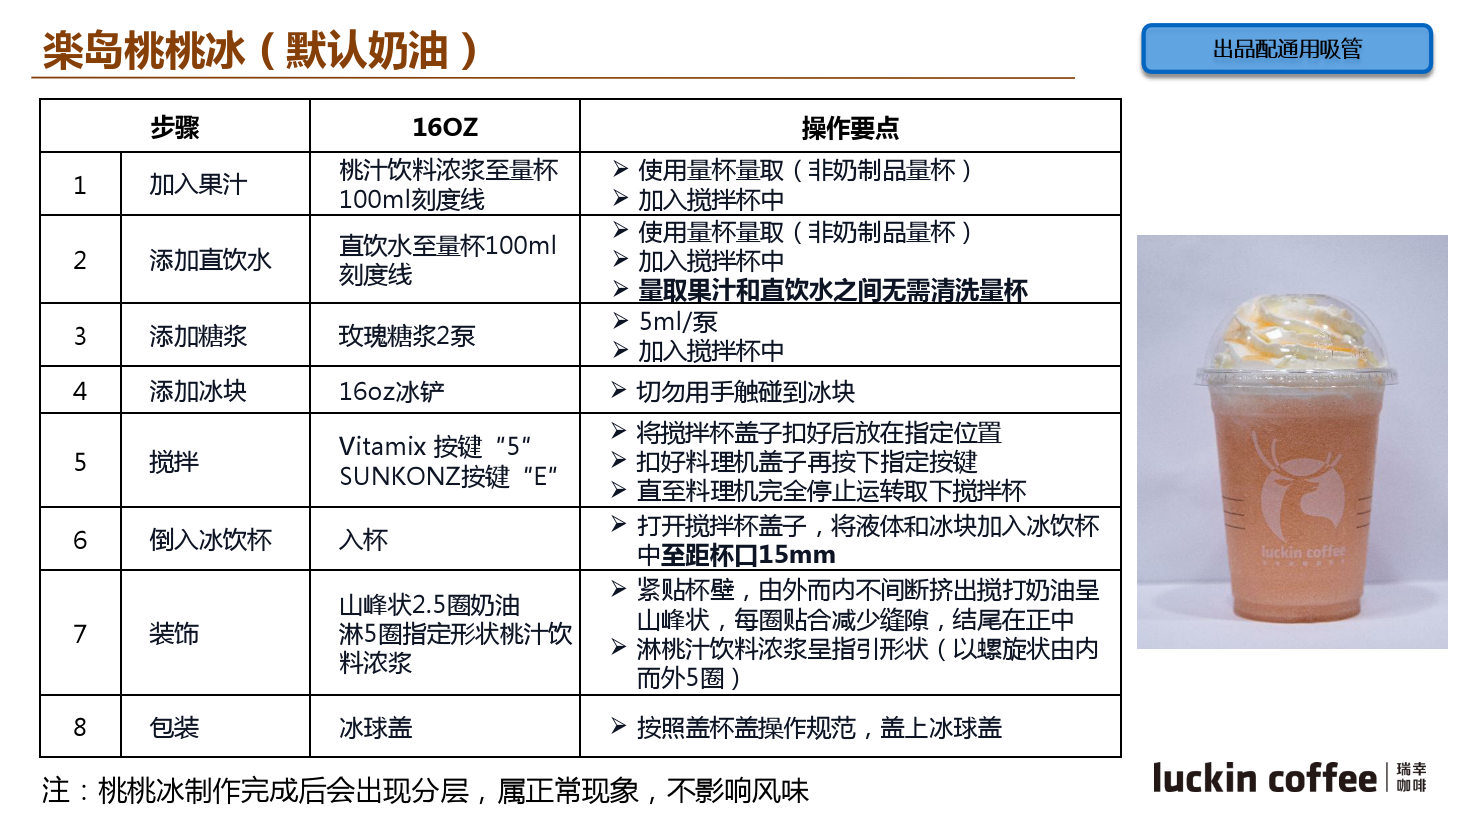 楽岛桃桃冰（默认奶油）
出品配通用吸管
步骤
16OZ
操作要点
1
加入果汁
桃汁饮料浓浆至量杯
100ml刻度线
➢ 使用量杯量取（非奶制品量杯）
➢ 加入搅拌杯中
2
添加直饮水
直饮水至量杯100ml
刻度线
➢ 使用量杯量取（非奶制品量杯）
➢ 加入搅拌杯中
➢ 量取果汁和直饮水之间无需清洗量杯
3
添加糖浆
玫瑰糖浆2泵
➢ 5ml/泵
➢ 加入搅拌杯中
4
添加冰块
16oz冰铲
➢ 切勿用手触碰到冰块
5
搅拌
Vitamix 按键“5”
SUNKONZ按键“E”
➢ 将搅拌杯盖子扣好后放在指定位置
➢ 扣好料理机盖子再按下指定按键
➢ 直至料理机完全停止运转取下搅拌杯
6
倒入冰饮杯
入杯
➢ 打开搅拌杯盖子，将液体和冰块加入冰饮杯
中至距杯口15mm
7
装饰
山峰状2.5圈奶油
淋5圈指定形状桃汁饮
料浓浆
➢ 紧贴杯壁，由外而内不间断挤出搅打奶油呈
山峰状，每圈贴合减少缝隙，结尾在正中
➢ 淋桃汁饮料浓浆呈指引形状（以螺旋状由内
而外5圈）
8
包装
冰球盖
➢ 按照盖杯盖操作规范，盖上冰球盖
注：桃桃冰制作完成后会出现分层，属正常现象，不影响风味
luckin coffee
luckin coffee
瑞幸
咖啡